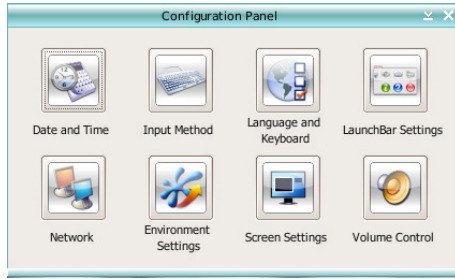 Configuration Panel
Date and Time
Input Method
Language and
Keyboard
LaunchBar Settings
Network
Environment
Settings
Screen Settings
Volume Control